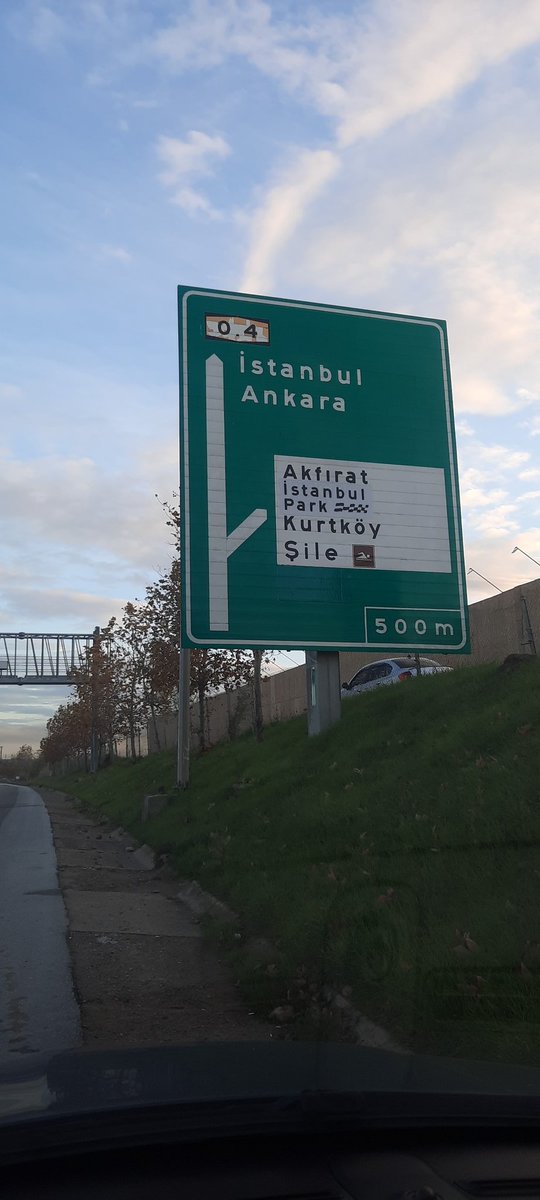 O.4
İstanbul
Ankara
Akfırat
İstanbul
Park
Kurtköy
Şile
500 m